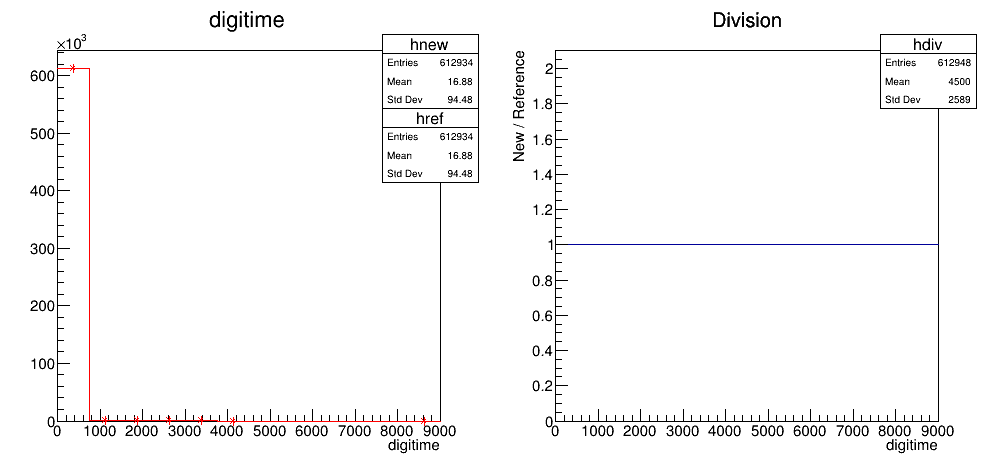 digitime
×10³
hnew
Entries 612934
Mean 16.88
Std Dev 94.48
href
Entries 612934
Mean 16.88
Std Dev 94.48
600
500
400
300
200
100
0
0 1000 2000 3000 4000 5000 6000 7000 8000 9000
digitime
Division
hdiv
Entries 612948
Mean 4500
Std Dev 2589
New / Reference
2
1.8
1.6
1.4
1.2
1
0.8
0.6
0.4
0.2
0
0 1000 2000 3000 4000 5000 6000 7000 8000 9000
digitime